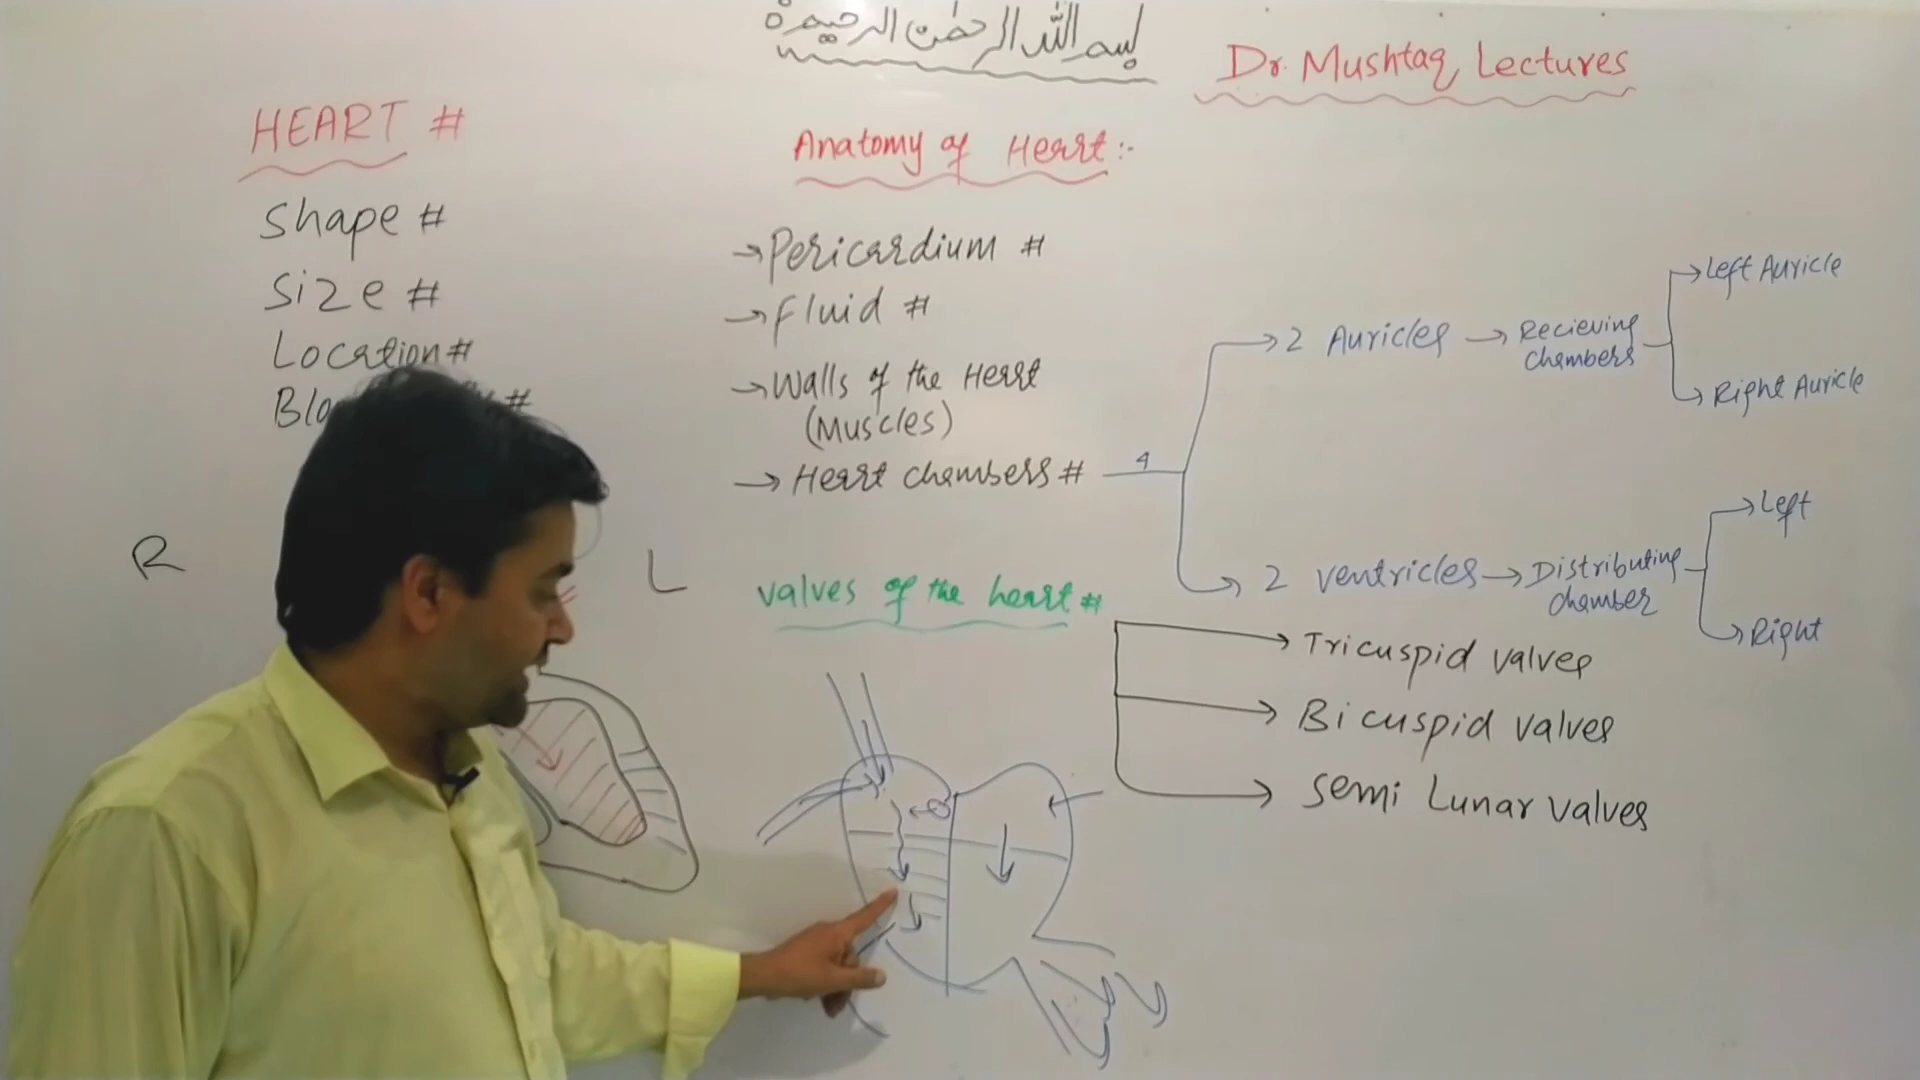 بسم الله الرحمٰن الرحيم
Dr. Mushtaq Lectures
HEART #
Shape #
Size #
Location #
#
Anatomy of Heart :-
→ Pericardium #
→ Fluid #
→ Walls of the Heart
(Muscles)
→ Heart chambers #
4
→ 2 Auricles → Recieving
chambers
→ Left Auricle
→ Right Auricle
→ 2 ventricles → Distributing
chamber
→ Left
→ Right
R
L
valves of the heart #
→ Tricuspid valves
→ Bicuspid valves
→ Semi Lunar valves